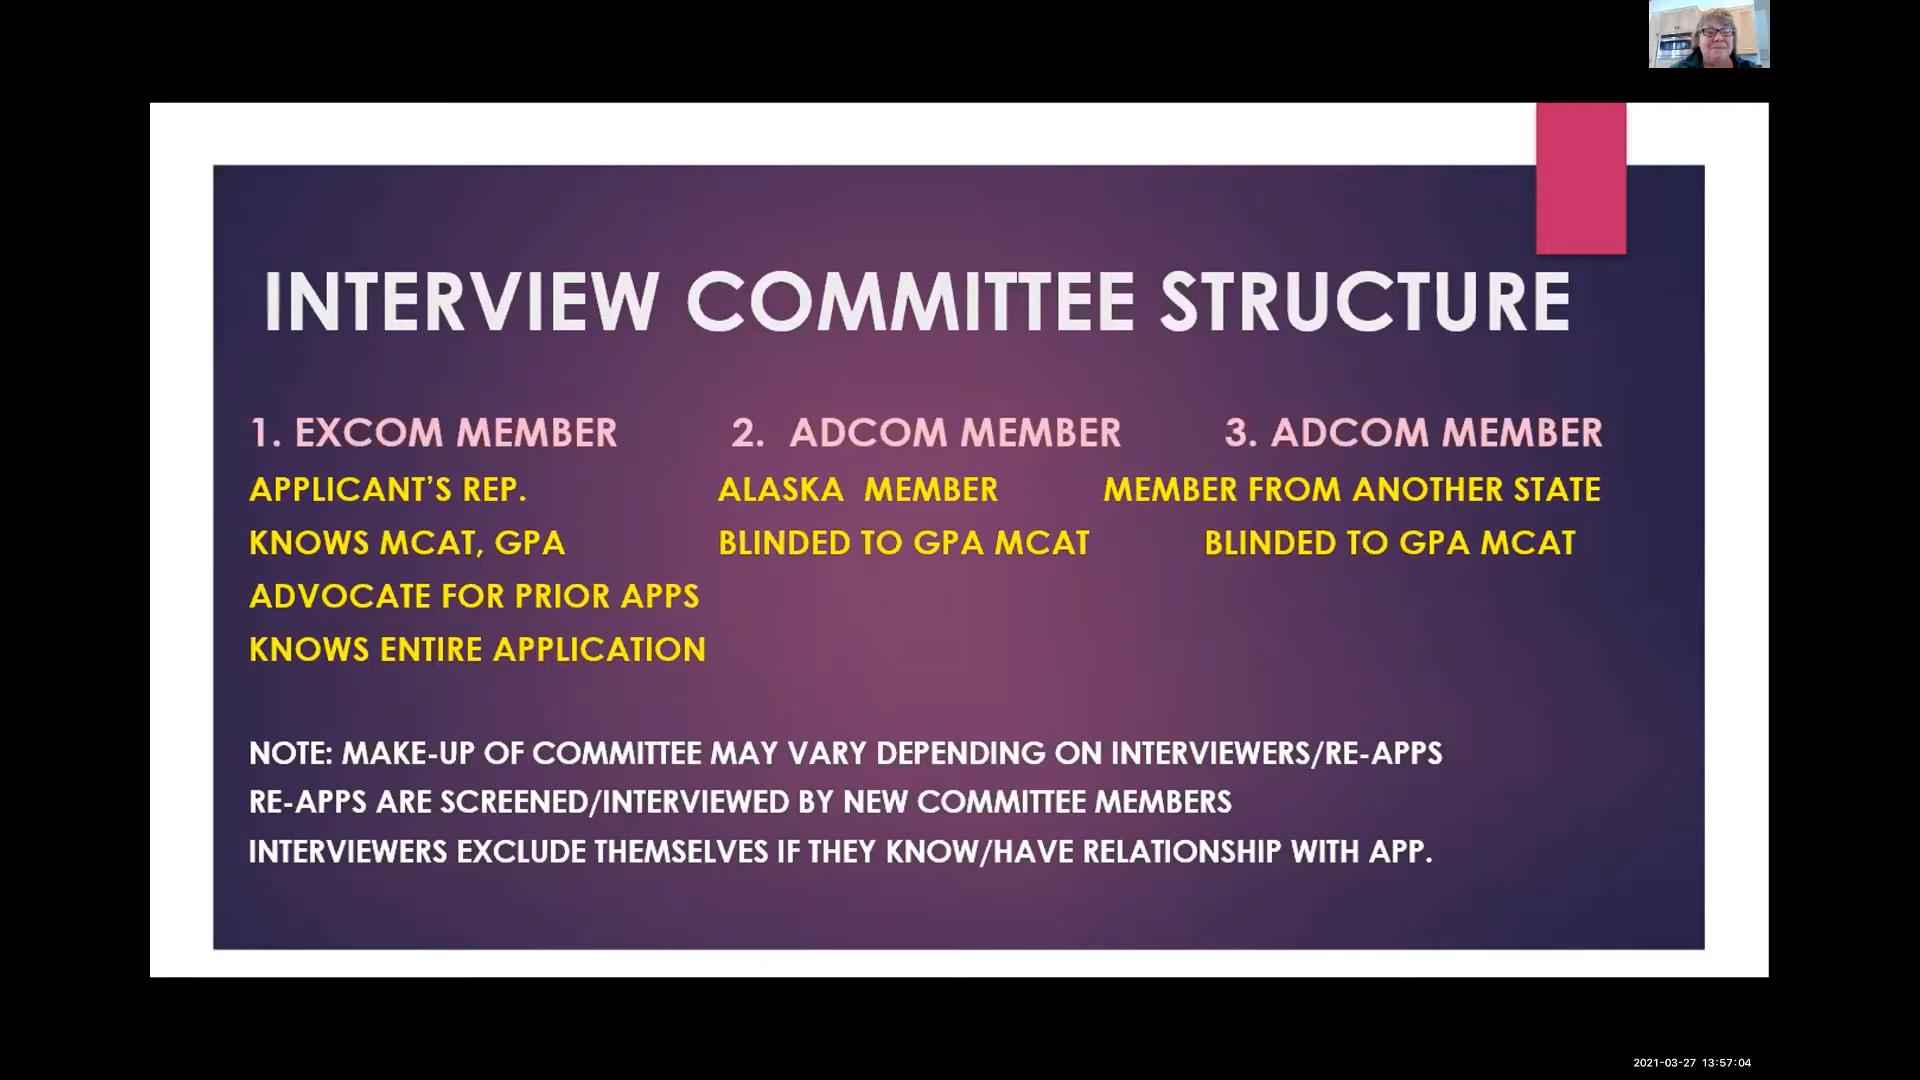 INTERVIEW COMMITTEE STRUCTURE
1. EXCOM MEMBER 2. ADCOM MEMBER 3. ADCOM MEMBER
APPLICANT’S REP. ALASKA MEMBER MEMBER FROM ANOTHER STATE
KNOWS MCAT, GPA BLINDED TO GPA MCAT BLINDED TO GPA MCAT
ADVOCATE FOR PRIOR APPS
KNOWS ENTIRE APPLICATION
NOTE: MAKE-UP OF COMMITTEE MAY VARY DEPENDING ON INTERVIEWERS/RE-APPS
RE-APPS ARE SCREENED/INTERVIEWED BY NEW COMMITTEE MEMBERS
INTERVIEWERS EXCLUDE THEMSELVES IF THEY KNOW/HAVE RELATIONSHIP WITH APP.
2021-03-27 13:57:04